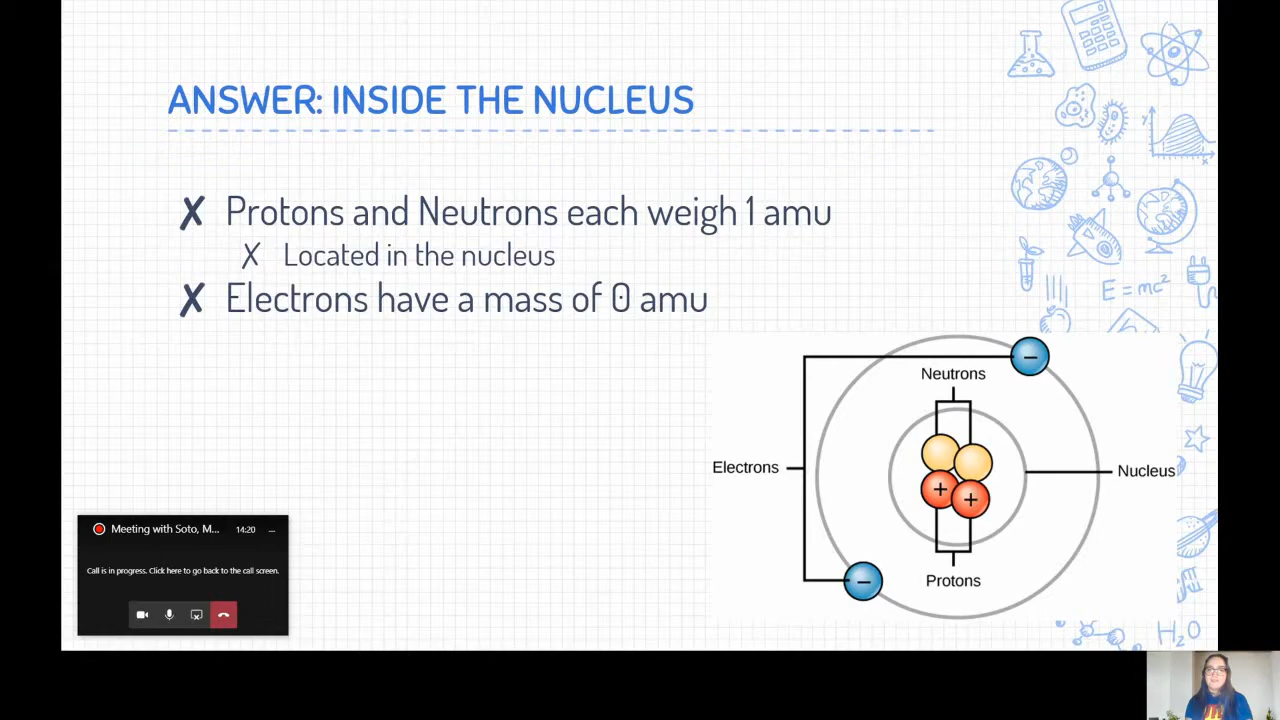 ANSWER: INSIDE THE NUCLEUS
✘ Protons and Neutrons each weigh 1 amu
✗ Located in the nucleus
✘ Electrons have a mass of 0 amu
E = mc²
y
x
−
Neutrons
Electrons
Nucleus
+
+
Protons
−
H₂O
Meeting with Soto, M... 14:20
Call is in progress. Click here to go back to the call screen.